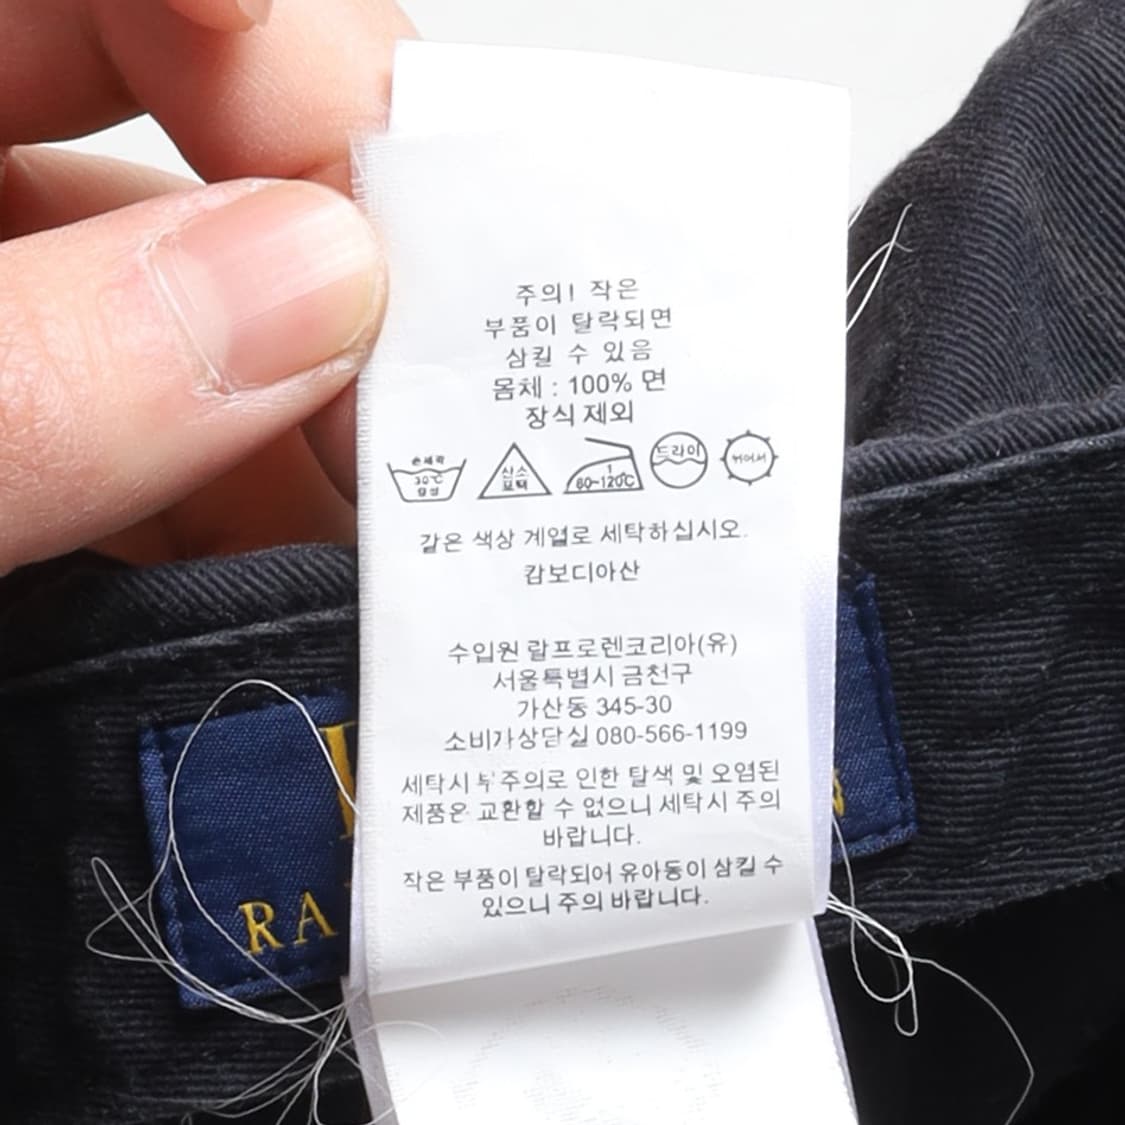 주의! 작은
부품이 탈락되면
삼킬 수 있음
몸체 : 100% 면
장식 제외
손세탁 30℃ 중성
산소 표백
1 80~120℃
드라이
뉘어서
같은 색상 계열로 세탁하십시오.
캄보디아산
수입원 랄프로렌코리아(유)
서울특별시 금천구
가산동 345-30
소비자상담실 080-566-1199
세탁시 부주의로 인한 탈색 및 오염된
제품은 교환할 수 없으니 세탁시 주의
바랍니다.
작은 부품이 탈락되어 유아동이 삼킬 수
있으니 주의 바랍니다.
RA